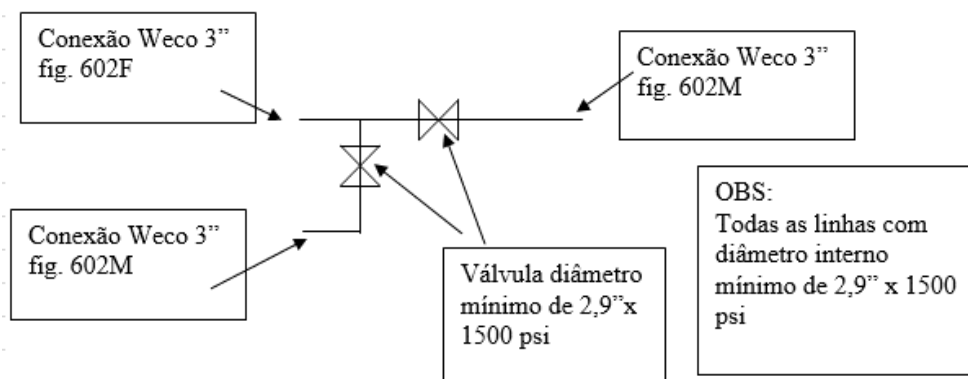 Conexão Weco 3”
fig. 602F
Conexão Weco 3”
fig. 602M
Conexão Weco 3”
fig. 602M
Válvula diâmetro
mínimo de 2,9”x
1500 psi
OBS:
Todas as linhas com
diâmetro interno
mínimo de 2,9” x 1500
psi